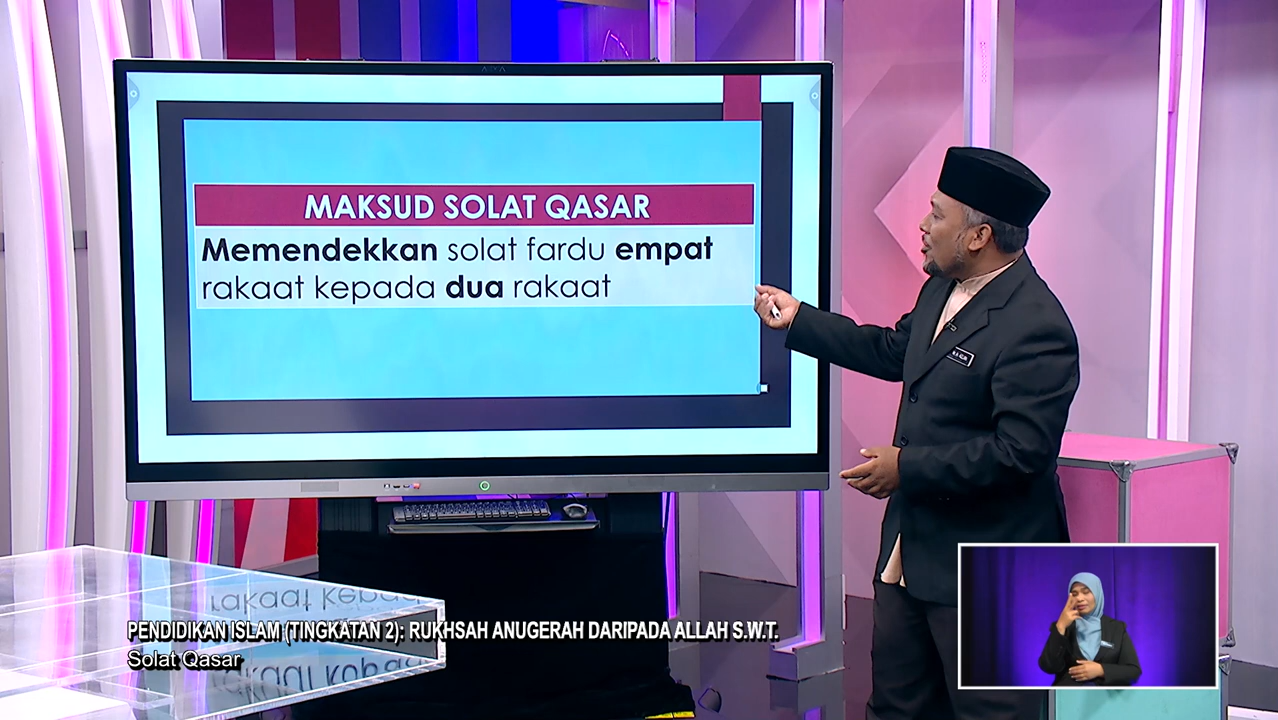 MAKSUD SOLAT QASAR
Memendekkan solat fardu empat
rakaat kepada dua rakaat
PENDIDIKAN ISLAM (TINGKATAN 2): RUKHSAH ANUGERAH DARIPADA ALLAH S.W.T.
Solat Qasar